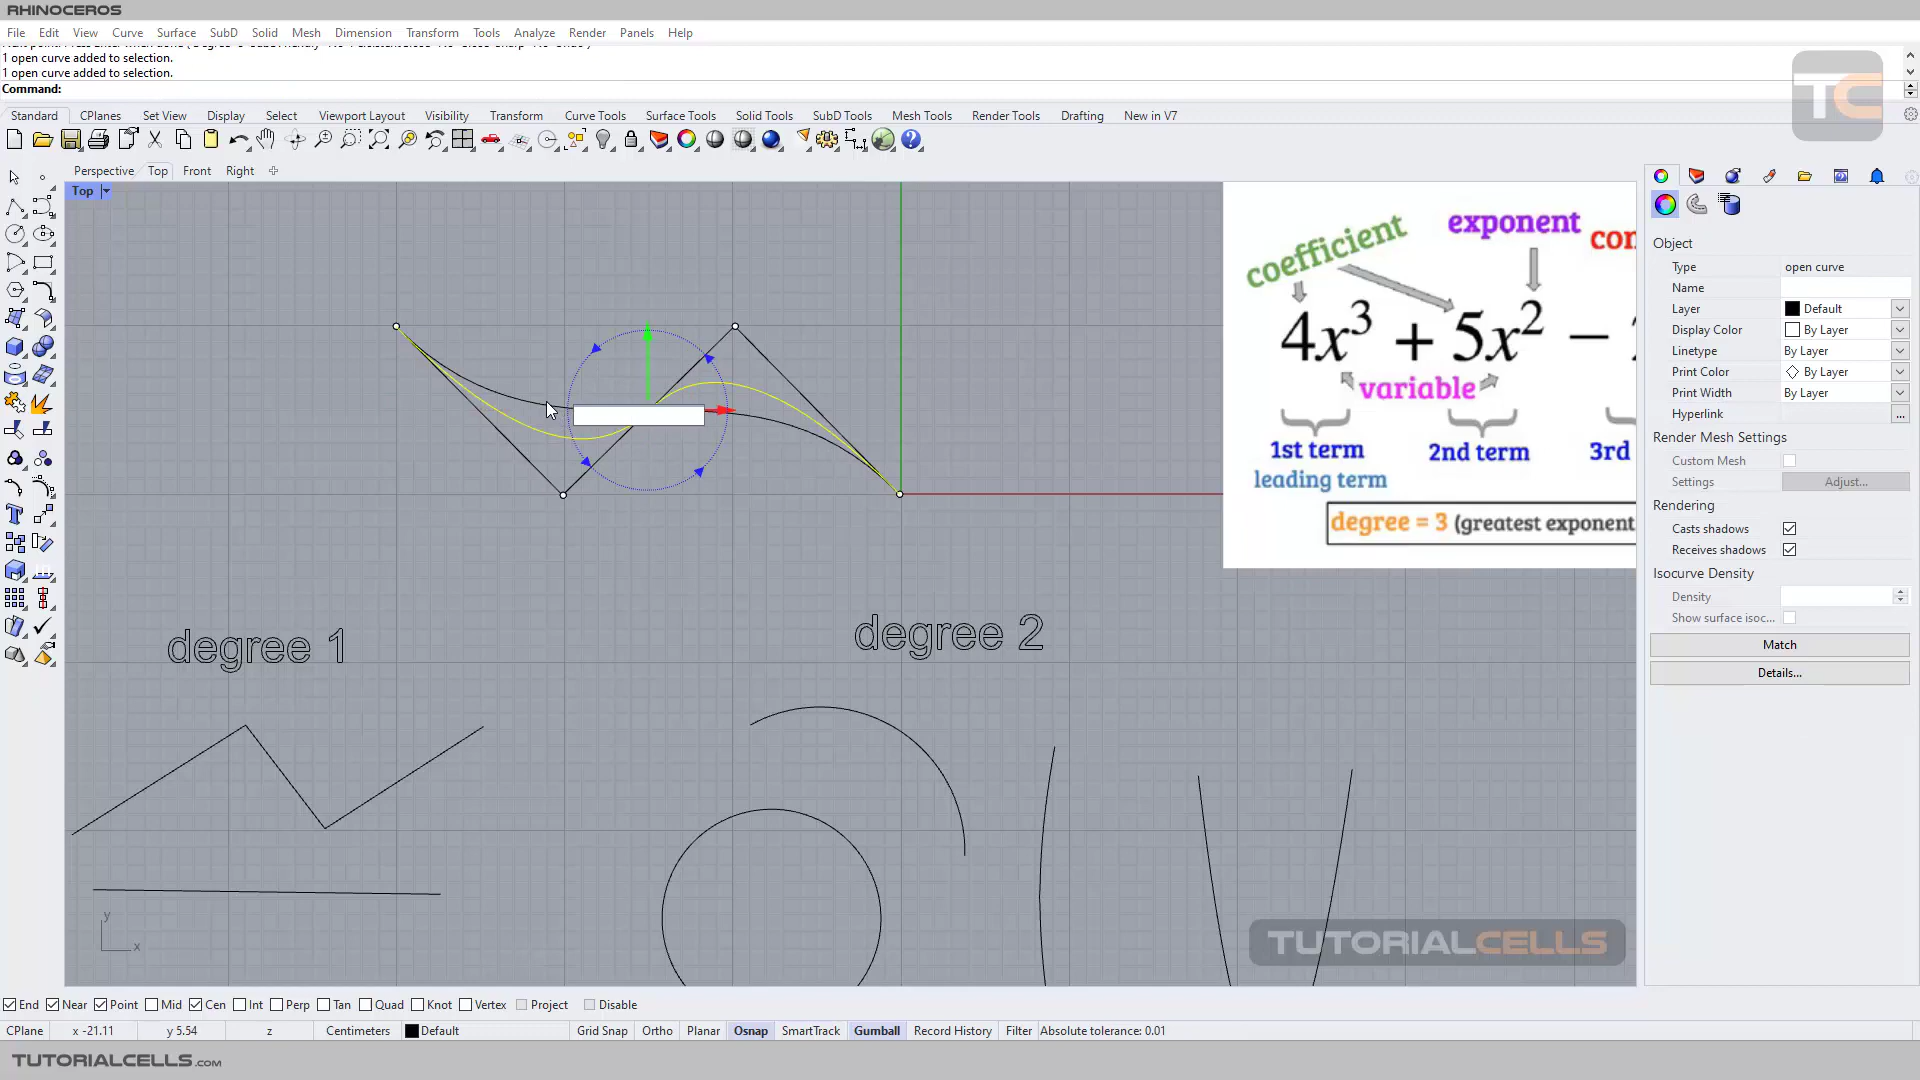 RHINOCEROS
File Edit View Curve Surface SubD Solid Mesh Dimension Transform Tools Analyze Render Panels Help
1 open curve added to selection.
1 open curve added to selection.
Command:
TC
Standard CPlanes Set View Display Select Viewport Layout Visibility Transform Curve Tools Surface Tools Solid Tools SubD Tools Mesh Tools Render Tools Drafting New in V7
Perspective Top Front Right
Top
coefficient exponent con
4x³ + 5x² −
variable
1st term 2nd term 3rd
leading term
degree = 3 (greatest exponent
degree 1 degree 2
y
x
TUTORIALCELLS
Object
Type open curve
Name
Layer Default
Display Color By Layer
Linetype By Layer
Print Color By Layer
Print Width By Layer
Hyperlink ...
Render Mesh Settings
Custom Mesh
Settings Adjust...
Rendering
Casts shadows
Receives shadows
Isocurve Density
Density
Show surface isoc...
Match
Details...
End Near Point Mid Cen Int Perp Tan Quad Knot Vertex Project Disable
CPlane x -21.11 y 5.54 z Centimeters Default Grid Snap Ortho Planar Osnap SmartTrack Gumball Record History Filter Absolute tolerance: 0.01
TUTORIALCELLS.COM